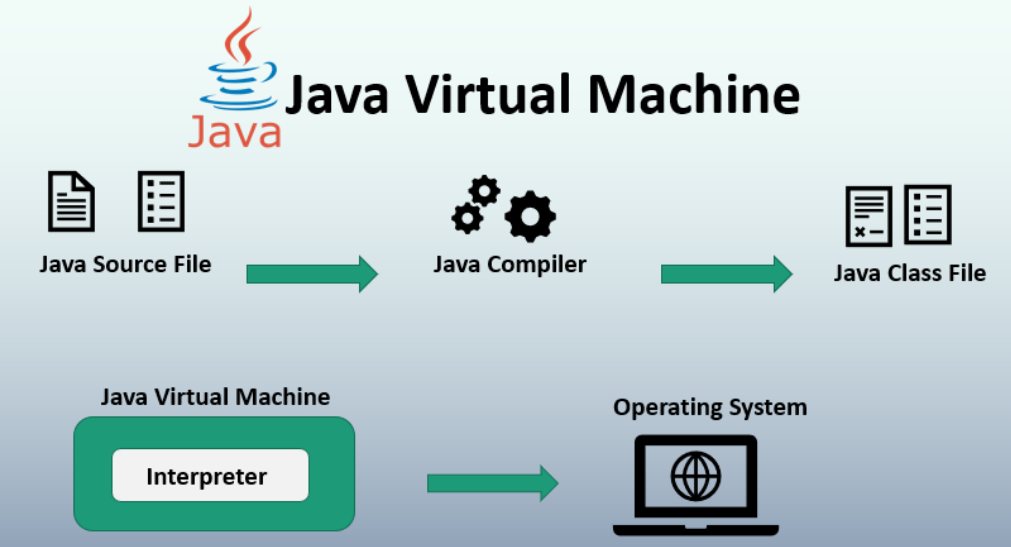 Java
Java Virtual Machine
Java Source File
Java Compiler
Java Class File
Java Virtual Machine
Interpreter
Operating System